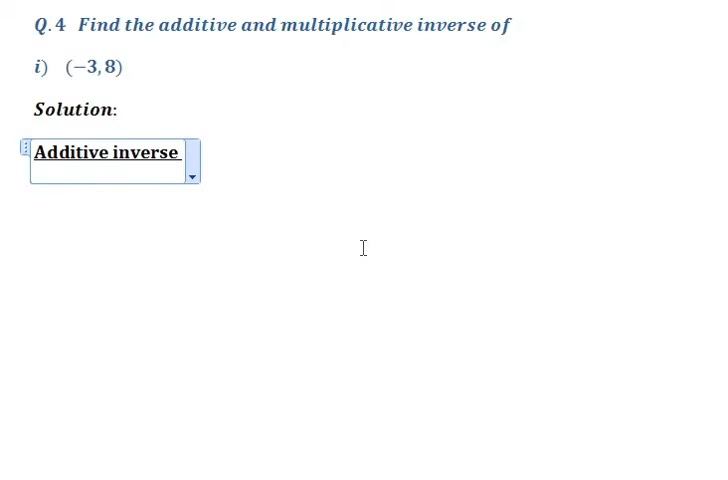 Q.4 Find the additive and multiplicative inverse of
i) (−3,8)
Solution:
Additive inverse